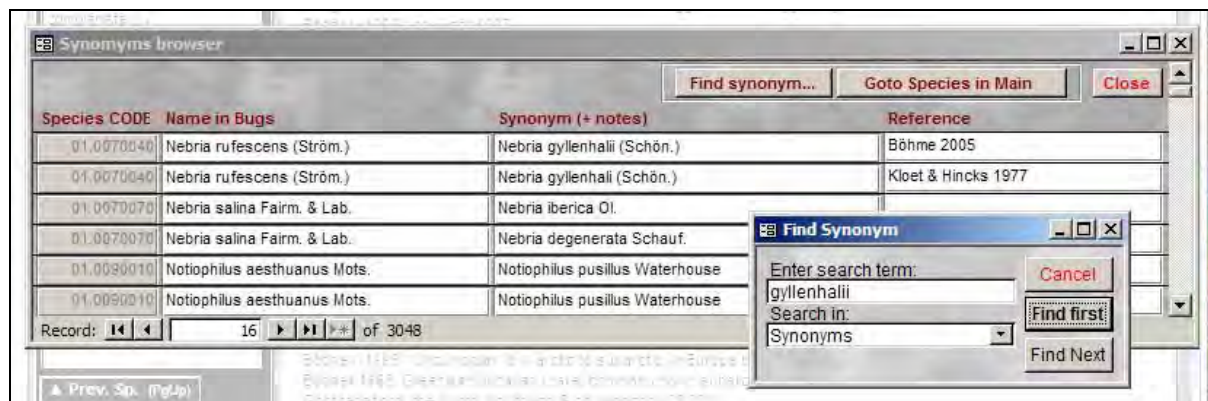 Synomyms browser
Find synonym... Goto Species in Main Close
Species CODE Name in Bugs Synonym (+ notes) Reference
01.0070040 Nebria rufescens (Ström.) Nebria gyllenhalii (Schön.) Böhme 2005
01.0070040 Nebria rufescens (Ström.) Nebria gyllenhali (Schön.) Kloet & Hincks 1977
01.0070070 Nebria salina Fairm. & Lab. Nebria iberica Ol.
01.0070070 Nebria salina Fairm. & Lab. Nebria degenerata Schauf.
01.0090010 Notiophilus aesthuanus Mots. Notiophilus pusillus Waterhouse
01.0090010 Notiophilus aesthuanus Mots. Notiophilus pusillus Waterhouse
Record: 16 of 3048
Find Synonym
Enter search term: Cancel
gyllenhalii
Search in: Find first
Synonyms
Find Next
Prev. Sp. (PgUp)